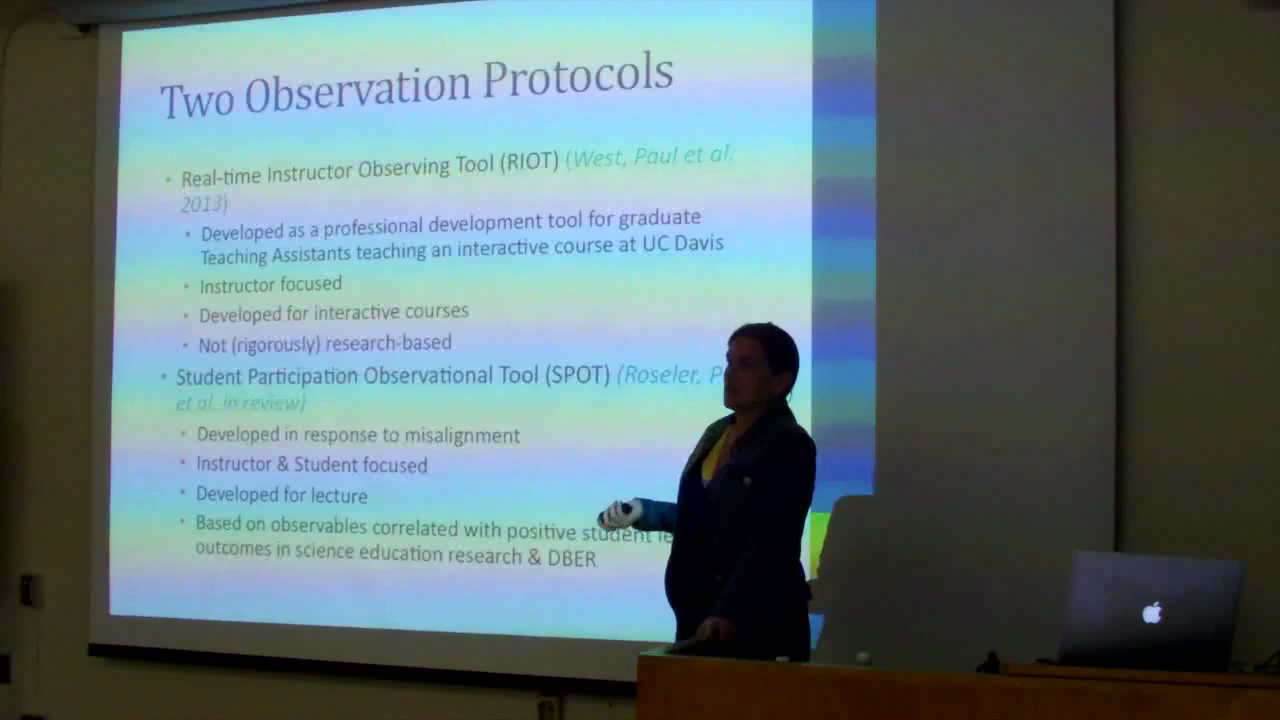 Two Observation Protocols
• Real-time Instructor Observing Tool (RIOT) (West, Paul et al.
2013)
• Developed as a professional development tool for graduate
Teaching Assistants teaching an interactive course at UC Davis
• Instructor focused
• Developed for interactive courses
• Not (rigorously) research-based
• Student Participation Observational Tool (SPOT) (Roseler,
et al. in review)
• Developed in response to misalignment
• Instructor & Student focused
• Developed for lecture
• Based on observables correlated with positive student
outcomes in science education research & DBER